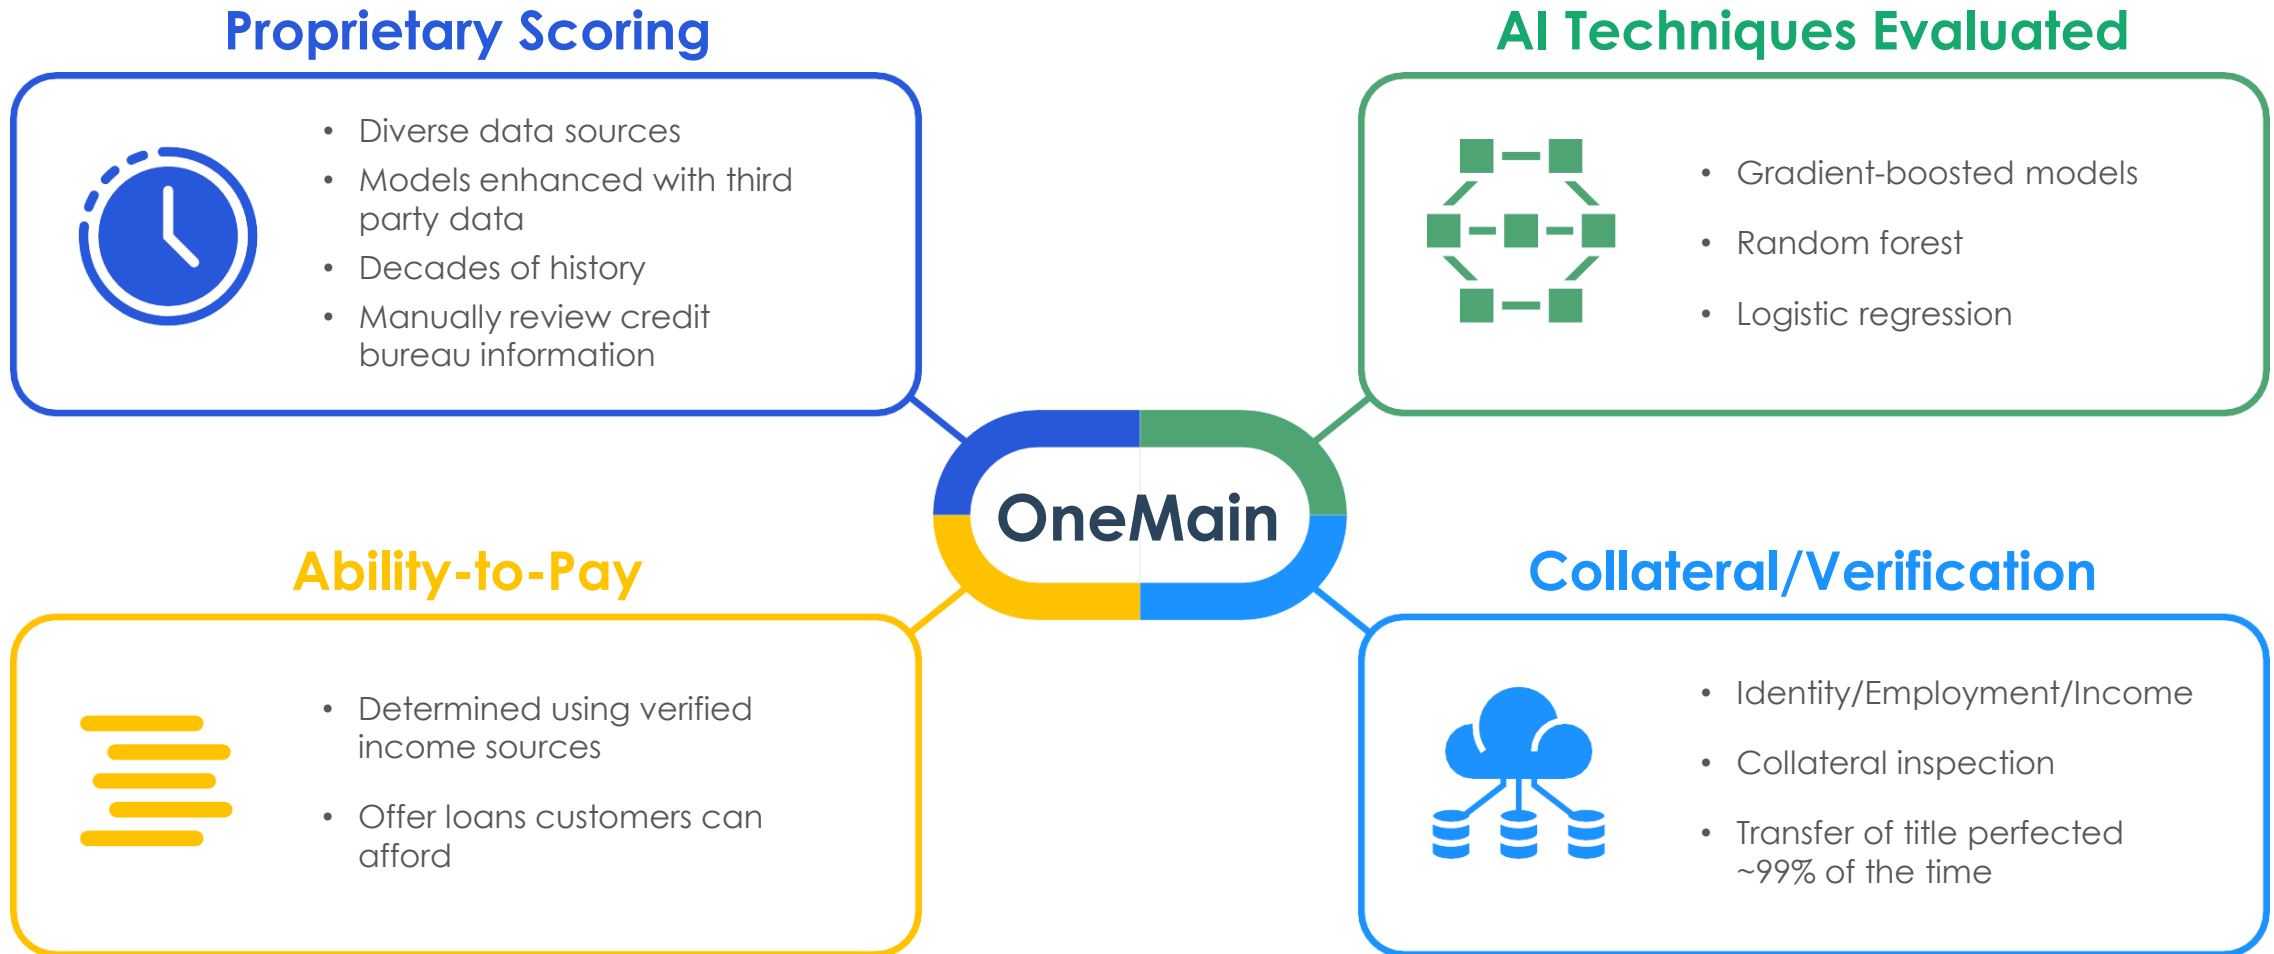 Proprietary Scoring
• Diverse data sources
• Models enhanced with third
party data
• Decades of history
• Manually review credit
bureau information
AI Techniques Evaluated
• Gradient-boosted models
• Random forest
• Logistic regression
OneMain
Ability-to-Pay
• Determined using verified
income sources
• Offer loans customers can
afford
Collateral/Verification
• Identity/Employment/Income
• Collateral inspection
• Transfer of title perfected
~99% of the time